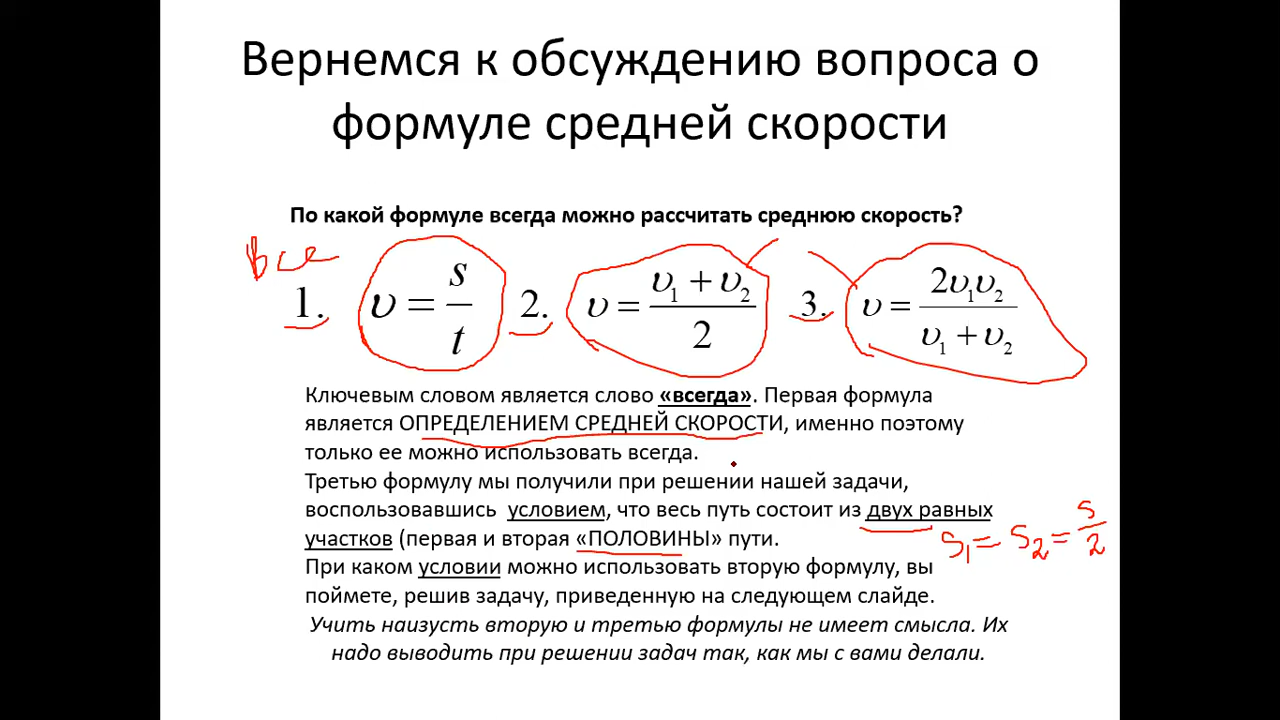 Вернемся к обсуждению вопроса о
формуле средней скорости
По какой формуле всегда можно рассчитать среднюю скорость?
Все
1. υ = s/t 2. υ = (υ₁ + υ₂)/2 3. υ = 2υ₁υ₂/(υ₁ + υ₂)
Ключевым словом является слово «всегда». Первая формула
является ОПРЕДЕЛЕНИЕМ СРЕДНЕЙ СКОРОСТИ, именно поэтому
только ее можно использовать всегда.
Третью формулу мы получили при решении нашей задачи,
воспользовавшись условием, что весь путь состоит из двух равных
участков (первая и вторая «ПОЛОВИНЫ» пути.
S₁ = S₂ = S/2
При каком условии можно использовать вторую формулу, вы
поймете, решив задачу, приведенную на следующем слайде.
Учить наизусть вторую и третью формулы не имеет смысла. Их
надо выводить при решении задач так, как мы с вами делали.